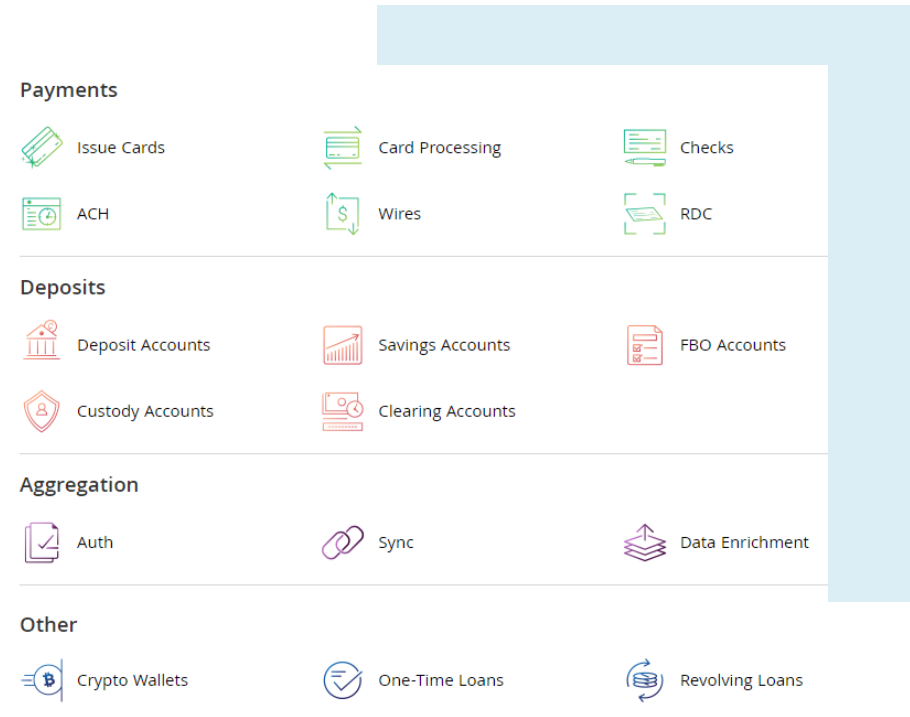 Payments
Issue Cards
Card Processing
Checks
ACH
Wires
RDC
Deposits
Deposit Accounts
Savings Accounts
FBO Accounts
Custody Accounts
Clearing Accounts
Aggregation
Auth
Sync
Data Enrichment
Other
Crypto Wallets
One-Time Loans
Revolving Loans